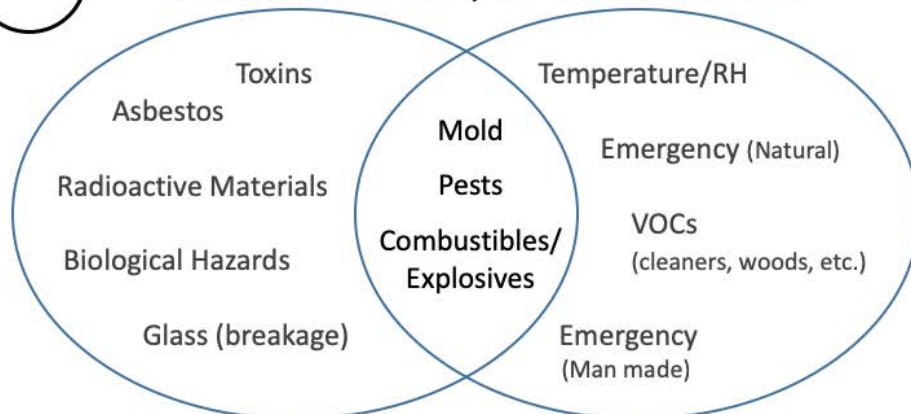 Toxins
Asbestos
Radioactive Materials
Biological Hazards
Glass (breakage)
Mold
Pests
Combustibles/
Explosives
Temperature/RH
Emergency (Natural)
VOCs
(cleaners, woods, etc.)
Emergency
(Man made)